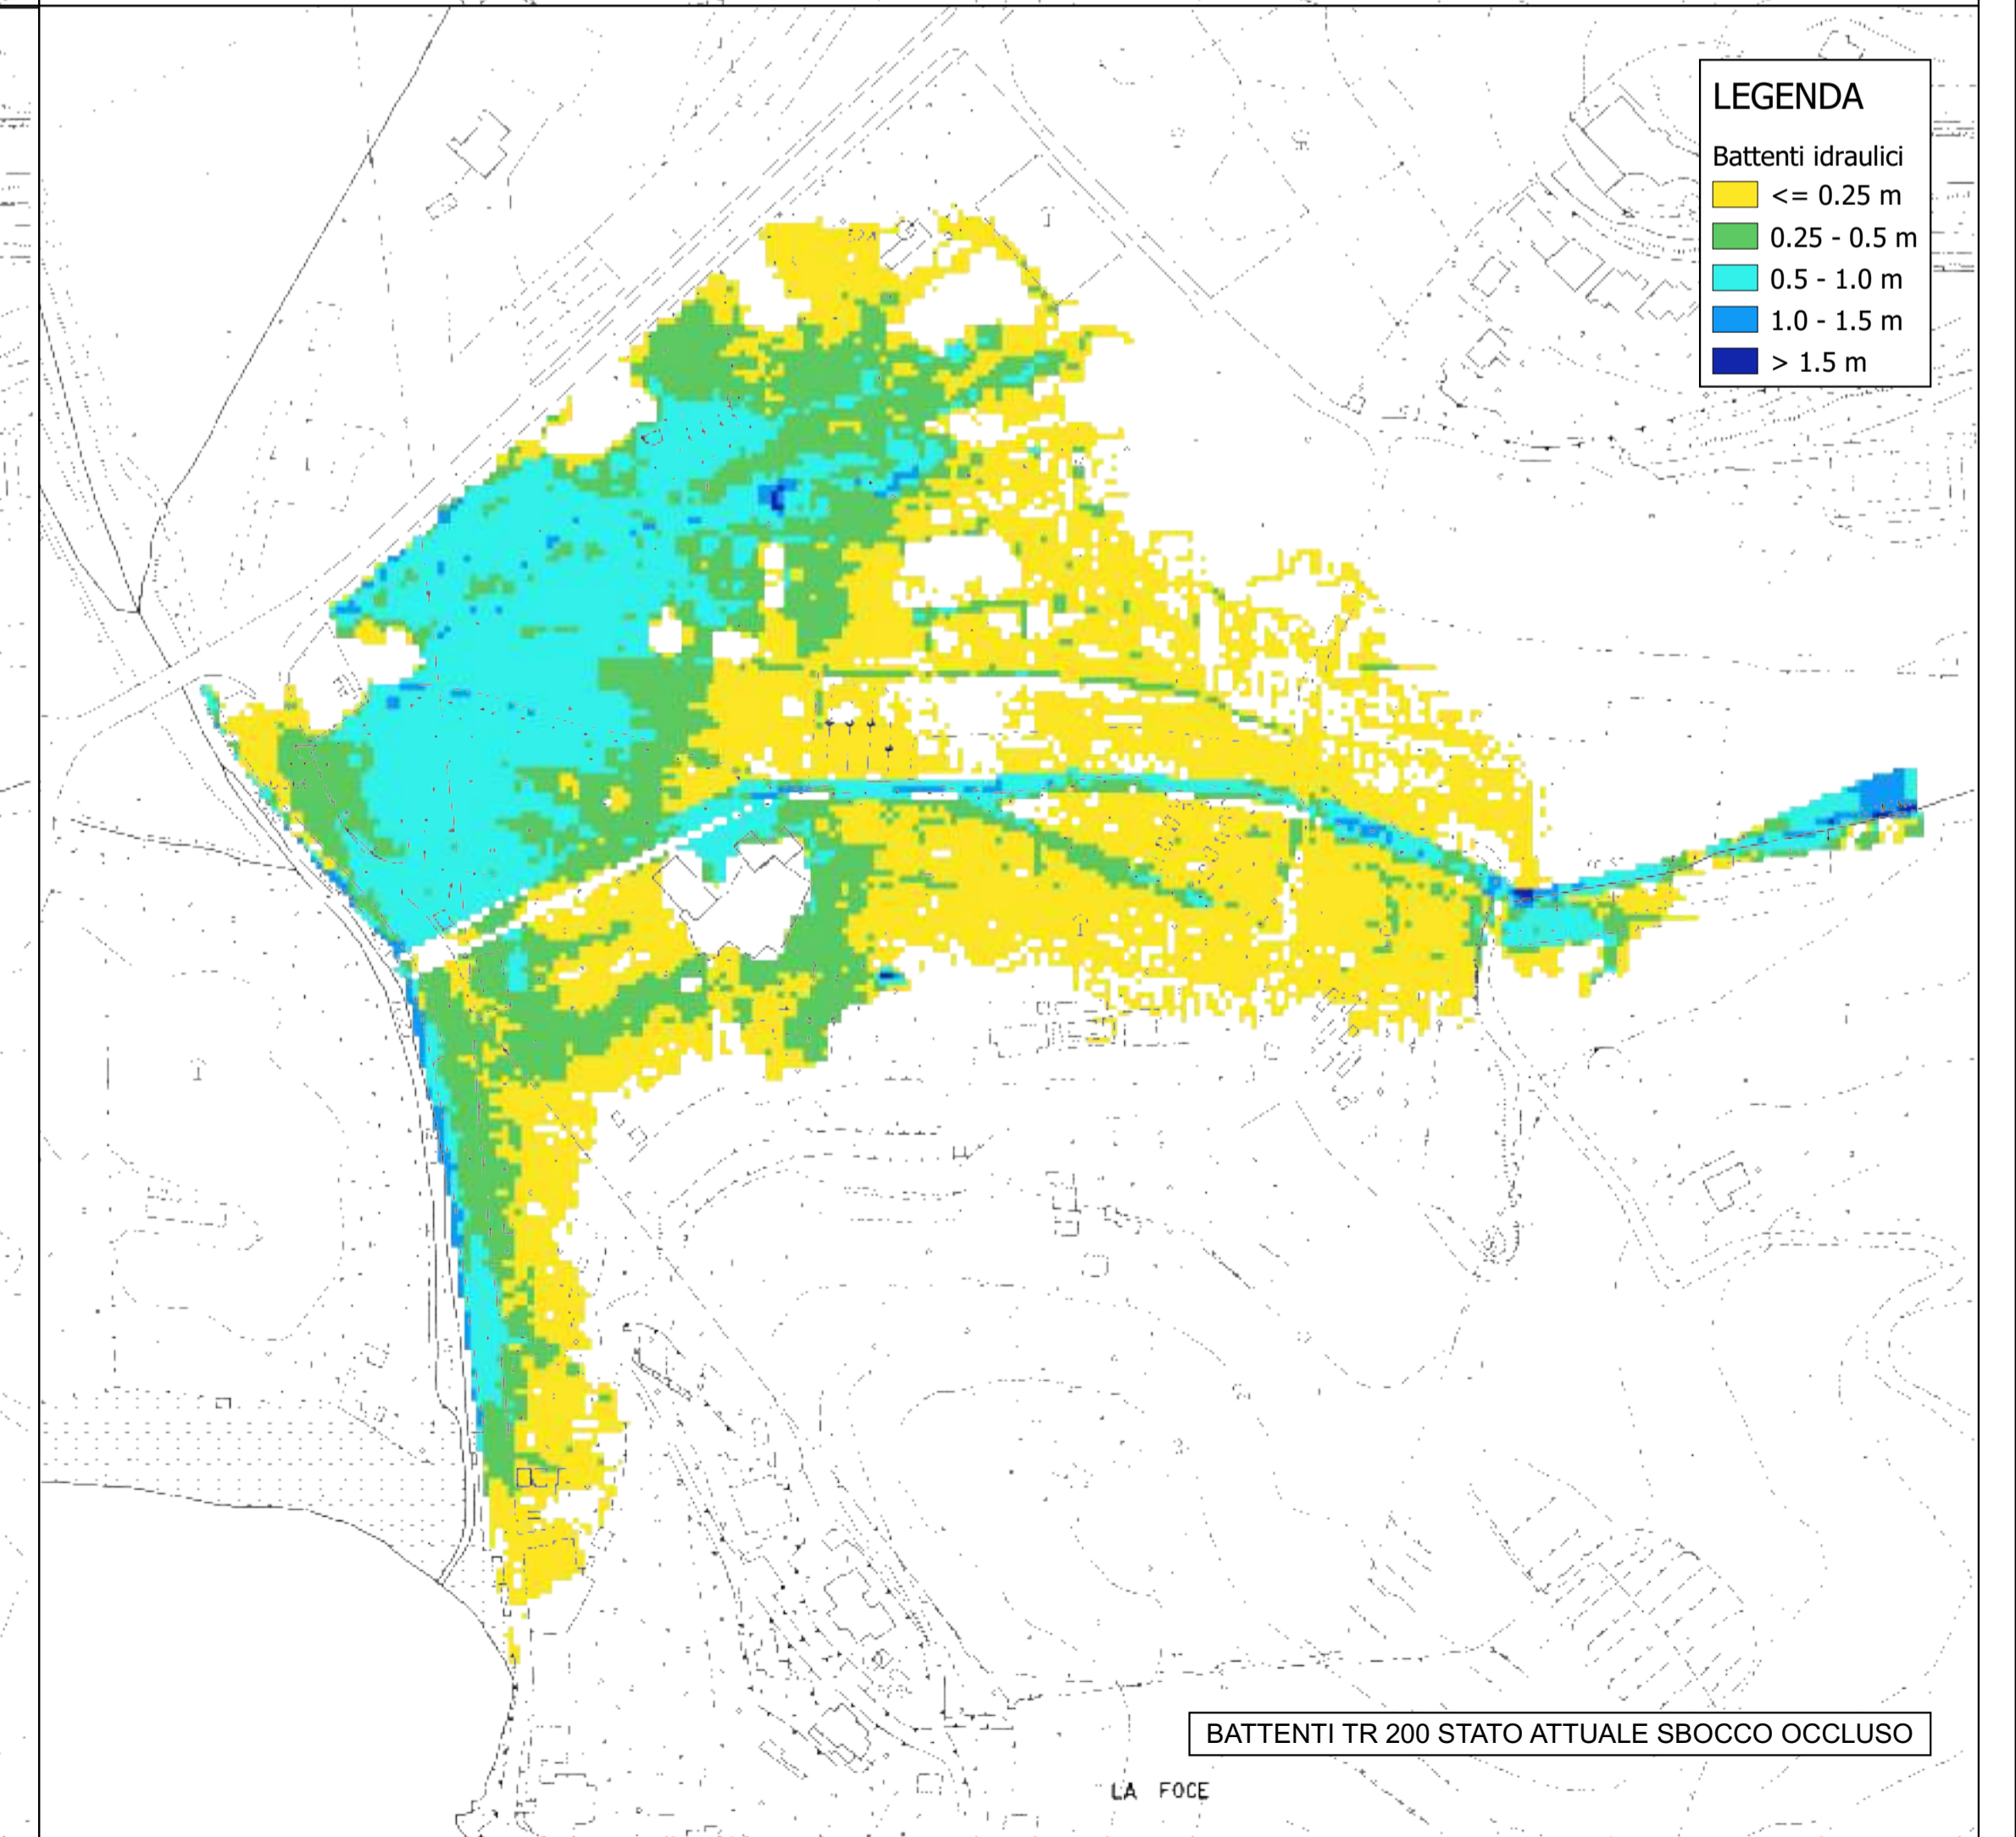 LEGENDA
Battenti idraulici
<= 0.25 m
0.25 - 0.5 m
0.5 - 1.0 m
1.0 - 1.5 m
> 1.5 m
BATTENTI TR 200 STATO ATTUALE SBOCCO OCCLUSO
LA FOCE